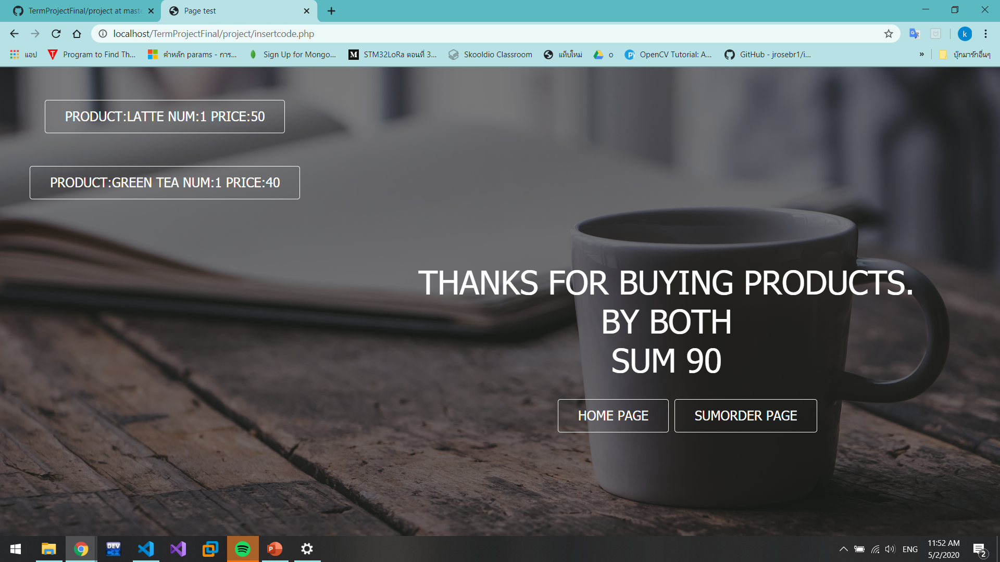 TermProjectFinal/project at maste
Page test
localhost/TermProjectFinal/project/insertcode.php
k
แอป
Program to Find Th...
คำหลัก params - การ...
Sign Up for Mongo...
M
STM32LoRa ตอนที่ 3...
Skooldio Classroom
แท็บใหม่
o
OpenCV Tutorial: A...
GitHub - jrosebr1/i...
»
บุ๊กมาร์กอื่นๆ
PRODUCT:LATTE NUM:1 PRICE:50
PRODUCT:GREEN TEA NUM:1 PRICE:40
THANKS FOR BUYING PRODUCTS.
BY BOTH
SUM 90
HOME PAGE
SUMORDER PAGE
DEV
C++
ENG
11:52 AM
5/2/2020
2